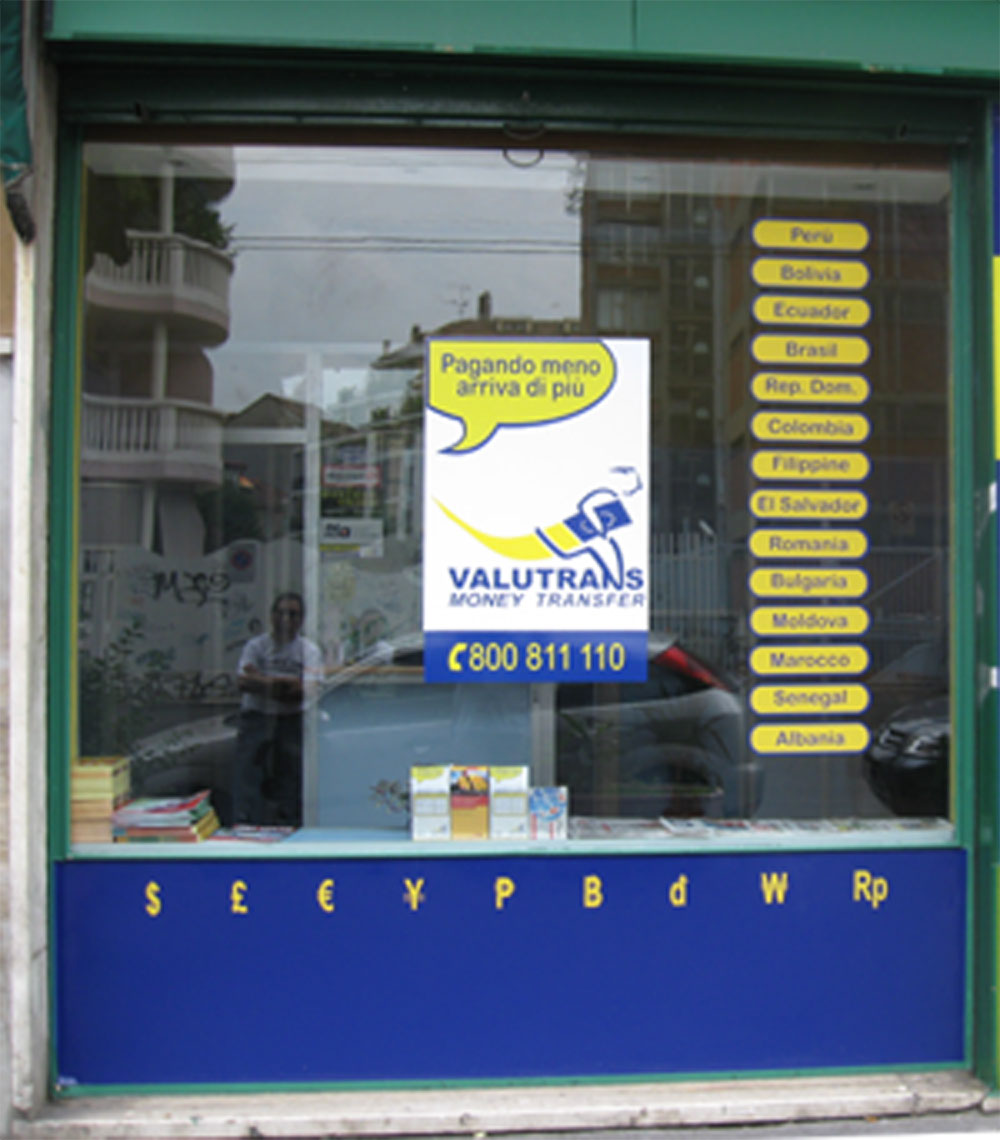 Pagando meno
arriva di più
VALUTRANS
MONEY TRANSFER
800 811 110
Perù
Bolivia
Ecuador
Brasil
Rep. Dom.
Colombia
Filippine
El Salvador
Romania
Bulgaria
Moldova
Marocco
Senegal
Albania
$ £ € ¥ P B đ W Rp